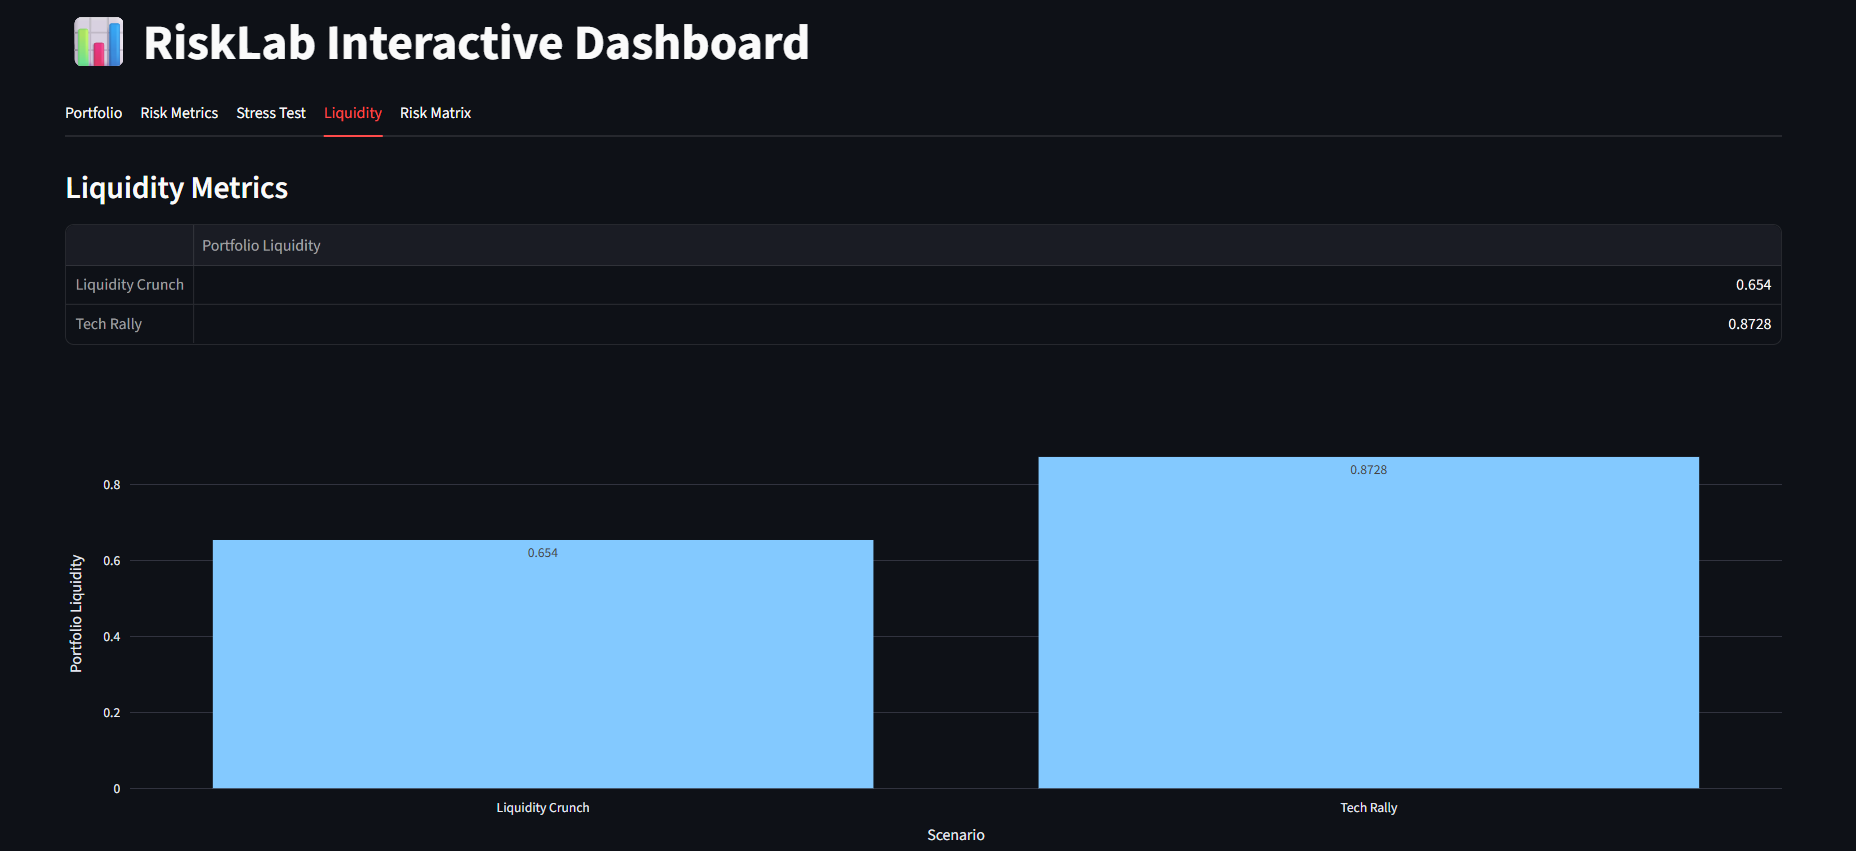 RiskLab Interactive Dashboard
Portfolio Risk Metrics Stress Test Liquidity Risk Matrix
Liquidity Metrics
Portfolio Liquidity
Liquidity Crunch 0.654
Tech Rally 0.8728
0.8728
0.8
0.654
0.6
0.4
0.2
0
Portfolio Liquidity
Liquidity Crunch Tech Rally
Scenario